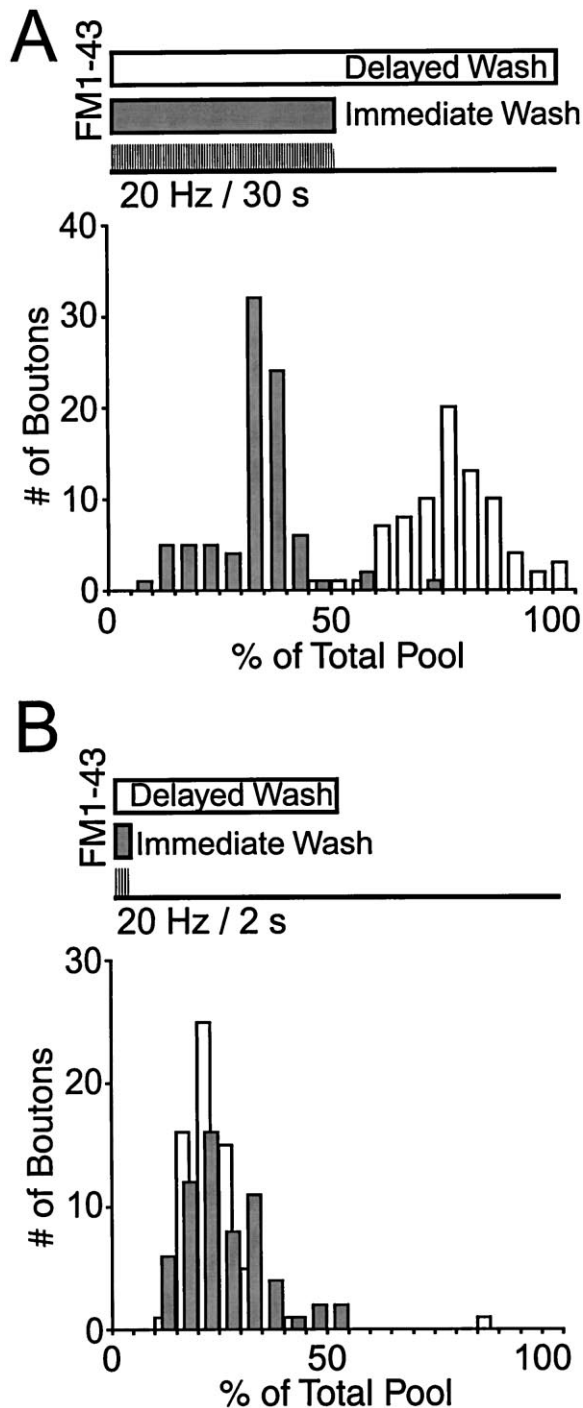 A
FM1-43
Delayed Wash
Immediate Wash
20 Hz / 30 s
40
30
20
10
0
# of Boutons
0
50
100
% of Total Pool
B
FM1-43
Delayed Wash
Immediate Wash
20 Hz / 2 s
30
20
10
0
# of Boutons
0
50
100
% of Total Pool